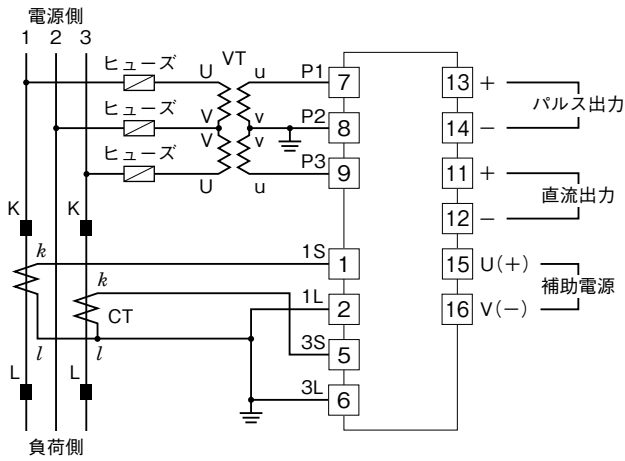 電源側
1 2 3
ヒューズ
VT
U u P1 7
13 +
パルス出力
ヒューズ
V v P2 8
14 −
V v
ヒューズ
U u P3 9
11 +
直流出力
12 −
K K
k 1S 1
15 U(+)
補助電源
k 1L 2
16 V(−)
CT
l l 3S 5
L L
3L 6
負荷側